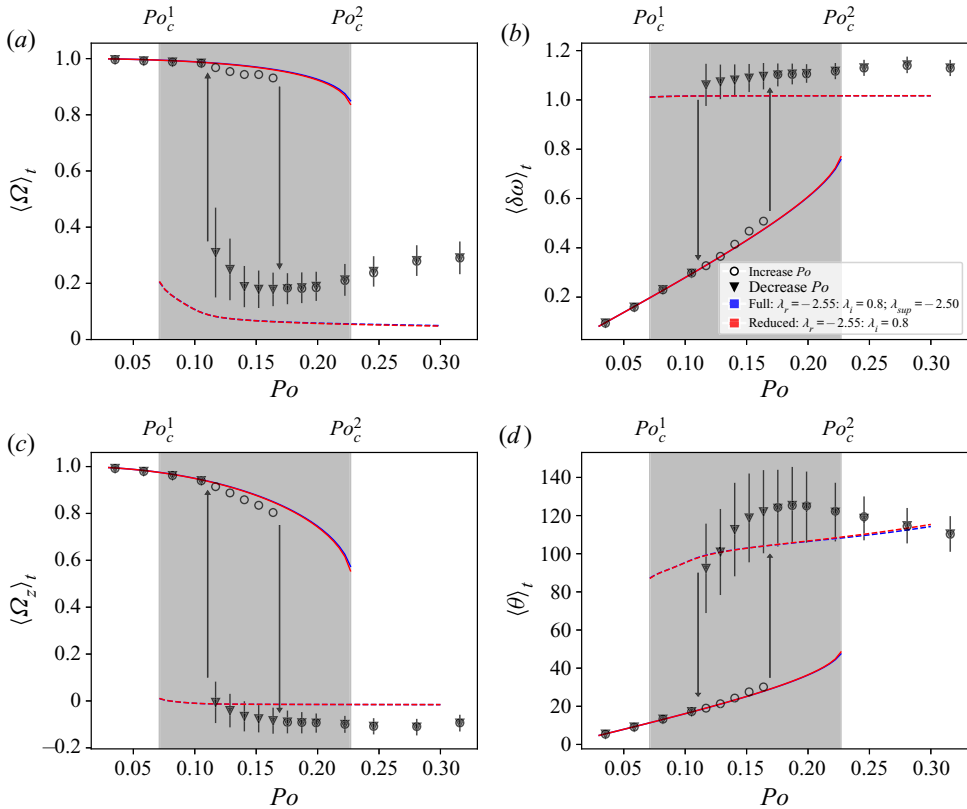 Po_c^1 Po_c^2 Po_c^1 Po_c^2
(a) (b)
1.0
0.8
0.6
0.4
0.2
0
⟨Ω⟩_t
0.05 0.10 0.15 0.20 0.25 0.30
Po
1.2
1.0
0.8
0.6
0.4
0.2
⟨δω⟩_t
Increase Po
Decrease Po
Full: λ_r = −2.55: λ_i = 0.8; λ_sup = −2.50
Reduced: λ_r = −2.55: λ_i = 0.8
0.05 0.10 0.15 0.20 0.25 0.30
Po
Po_c^1 Po_c^2 Po_c^1 Po_c^2
(c) (d)
1.0
0.8
0.6
0.4
0.2
0
−0.2
⟨Ω_z⟩_t
0.05 0.10 0.15 0.20 0.25 0.30
Po
140
120
100
80
60
40
20
0
⟨θ⟩_t
0.05 0.10 0.15 0.20 0.25 0.30
Po